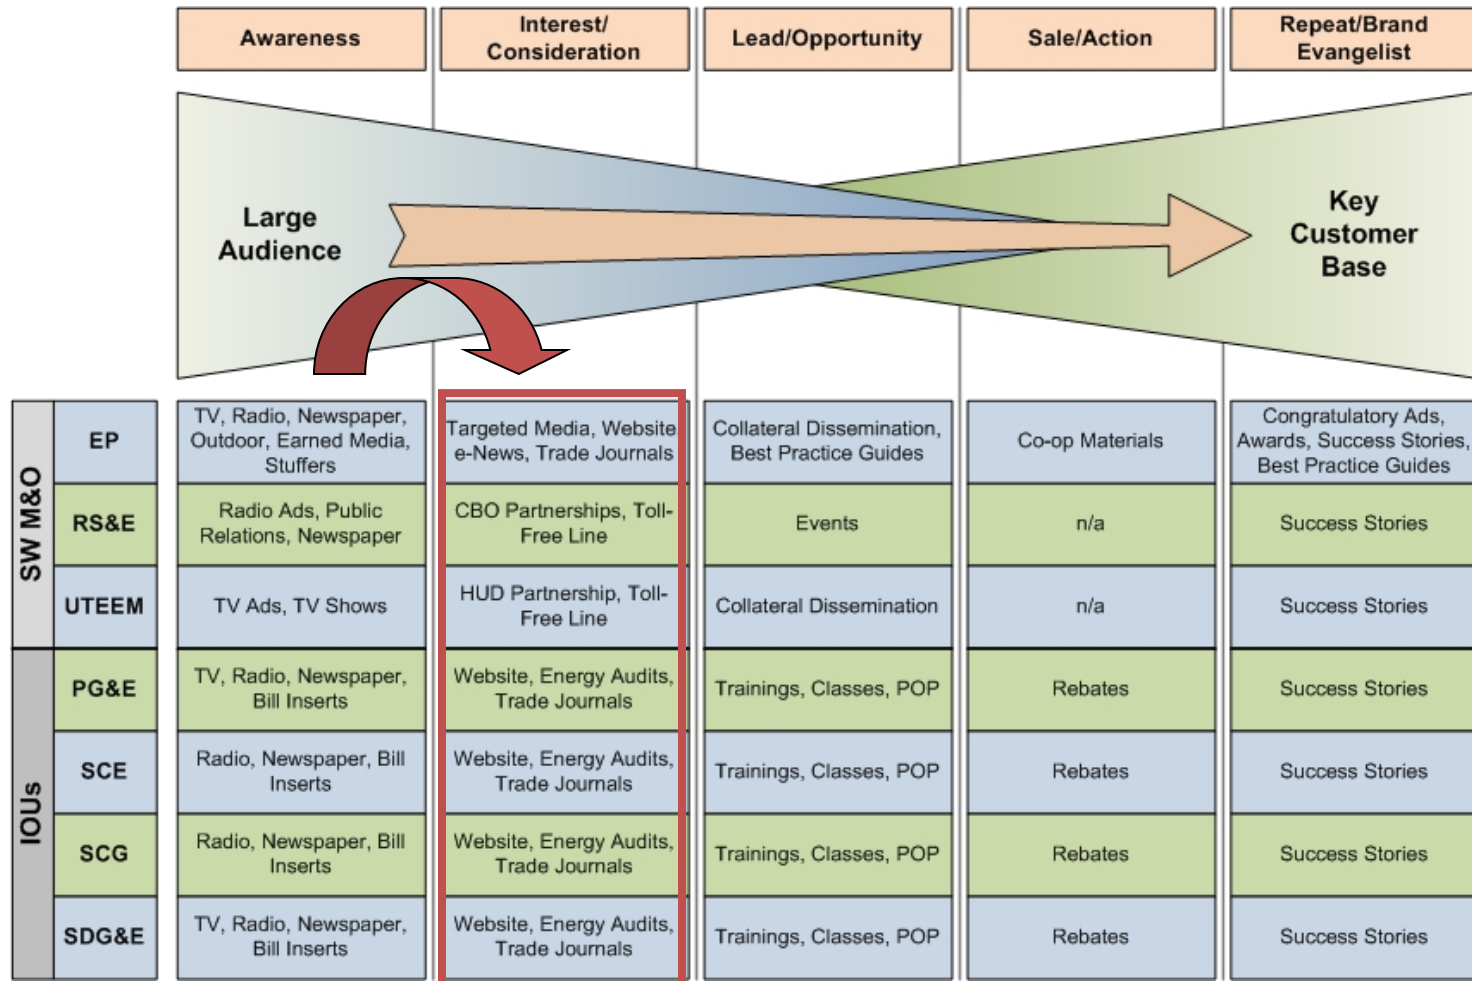 Awareness
Interest/
Consideration
Lead/Opportunity
Sale/Action
Repeat/Brand
Evangelist
Large
Audience
Key
Customer
Base
SW M&O
EP
TV, Radio, Newspaper,
Outdoor, Earned Media,
Stuffers
Targeted Media, Website
e-News, Trade Journals
Collateral Dissemination,
Best Practice Guides
Co-op Materials
Congratulatory Ads,
Awards, Success Stories,
Best Practice Guides
RS&E
Radio Ads, Public
Relations, Newspaper
CBO Partnerships, Toll-
Free Line
Events
n/a
Success Stories
UTEEM
TV Ads, TV Shows
HUD Partnership, Toll-
Free Line
Collateral Dissemination
n/a
Success Stories
IOUs
PG&E
TV, Radio, Newspaper,
Bill Inserts
Website, Energy Audits,
Trade Journals
Trainings, Classes, POP
Rebates
Success Stories
SCE
Radio, Newspaper, Bill
Inserts
Website, Energy Audits,
Trade Journals
Trainings, Classes, POP
Rebates
Success Stories
SCG
Radio, Newspaper, Bill
Inserts
Website, Energy Audits,
Trade Journals
Trainings, Classes, POP
Rebates
Success Stories
SDG&E
TV, Radio, Newspaper,
Bill Inserts
Website, Energy Audits,
Trade Journals
Trainings, Classes, POP
Rebates
Success Stories